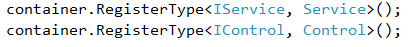 container.RegisterType<IService, Service>();
container.RegisterType<IControl, Control>();